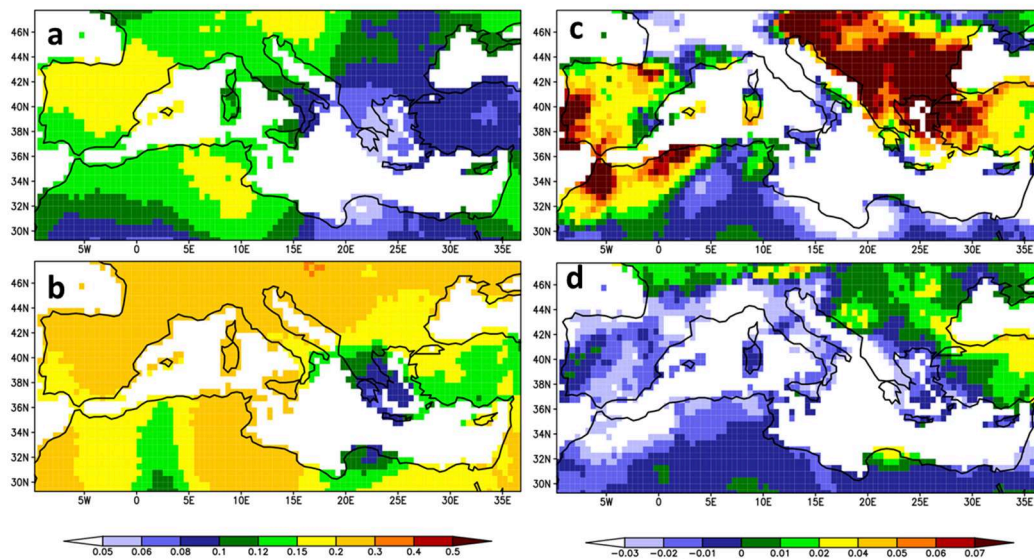 a
46N
44N
42N
40N
38N
36N
34N
32N
30N
5W 0 5E 10E 15E 20E 25E 30E 35E
c
46N
44N
42N
40N
38N
36N
34N
32N
30N
5W 0 5E 10E 15E 20E 25E 30E 35E
b
46N
44N
42N
40N
38N
36N
34N
32N
30N
5W 0 5E 10E 15E 20E 25E 30E 35E
d
46N
44N
42N
40N
38N
36N
34N
32N
30N
5W 0 5E 10E 15E 20E 25E 30E 35E
0.05 0.06 0.08 0.1 0.12 0.15 0.2 0.3 0.4 0.5
−0.03 −0.02 −0.01 0 0.01 0.02 0.04 0.05 0.06 0.07